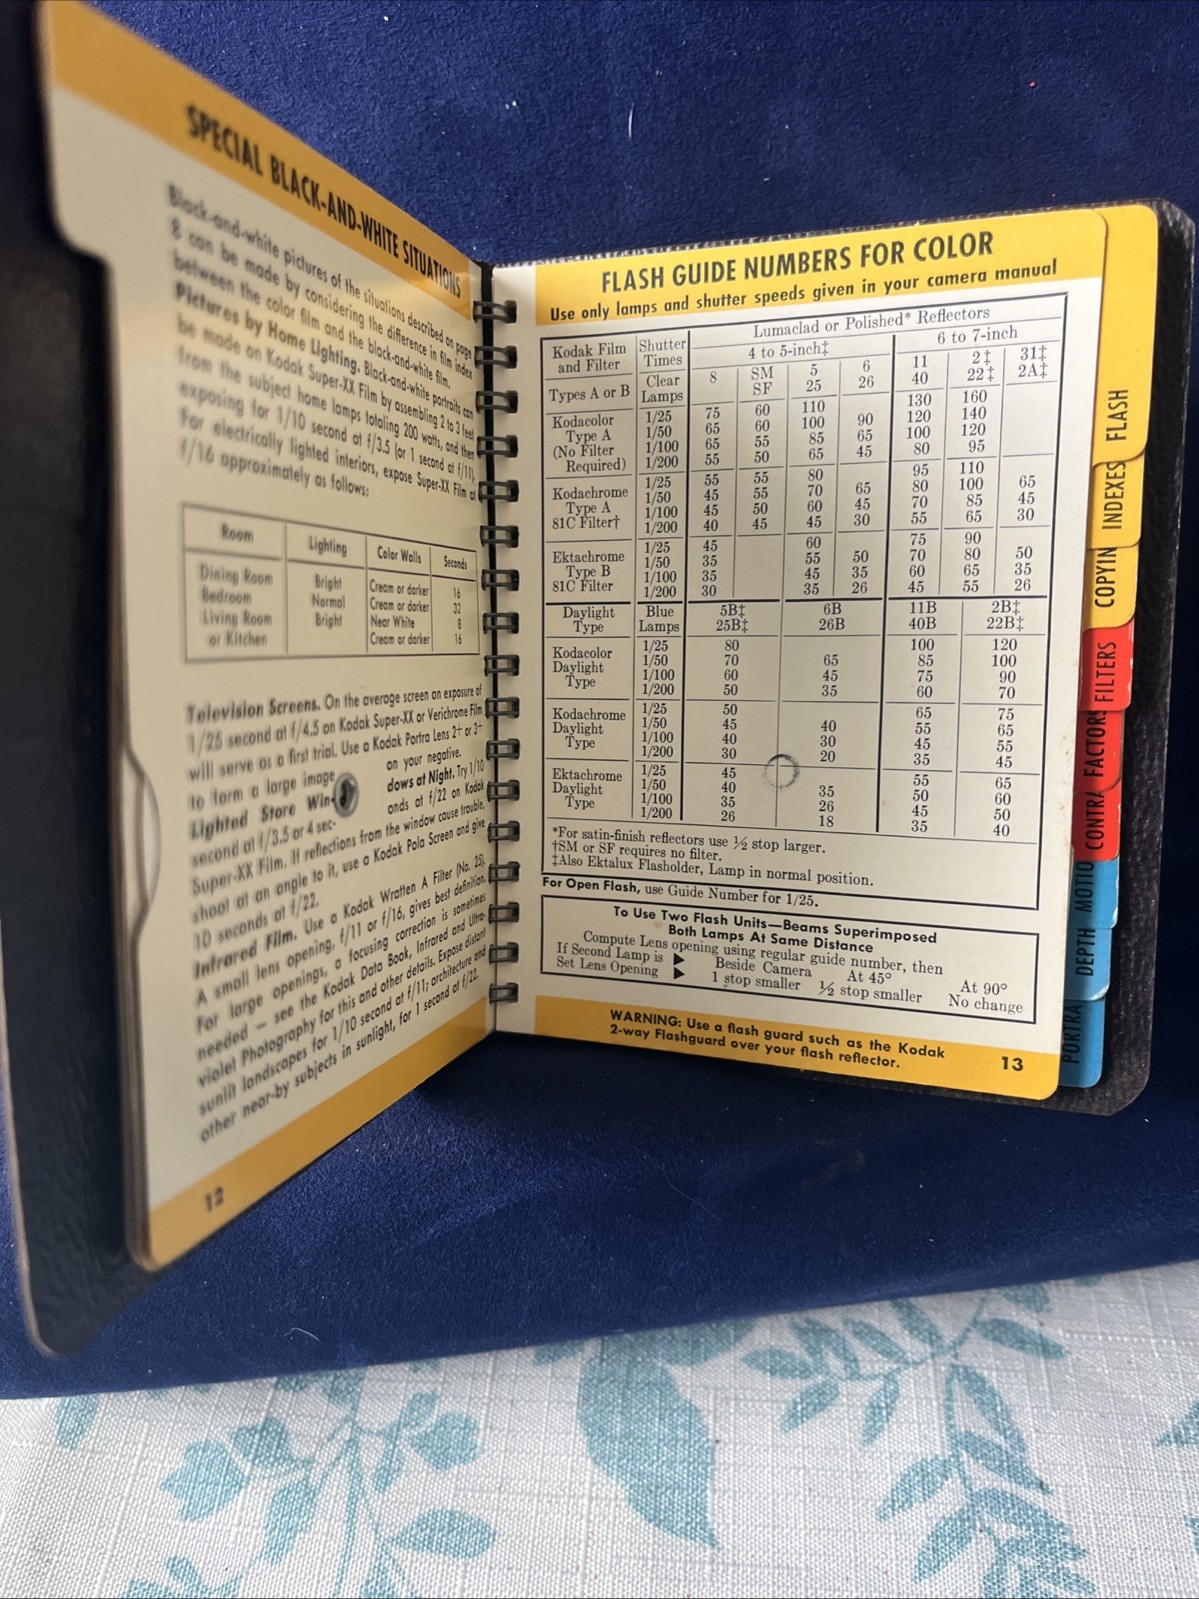 SPECIAL BLACK-AND-WHITE SITUATIONS
Black-and-white pictures of the situations described on page
8 can be made by considering the difference in film index
between the color film and the black-and-white film.
Pictures by Home Lighting. Black-and-white portraits can
be made on Kodak Super-XX Film by assembling 2 to 3 feet
from the subject home lamps totaling 200 watts, and then
exposing for 1/10 second at f/3.5 (or 1 second at f/11).
For electrically lighted interiors, expose Super-XX Film at
f/16 approximately as follows:
Room Lighting Color Walls Seconds
Dining Room Bright Cream or darker 16
Bedroom Normal Cream or darker 32
Living Room Bright Near White 8
or Kitchen Cream or darker 16
Television Screens. On the average screen an exposure of
1/25 second at f/4.5 on Kodak Super-XX or Verichrome Film
will serve as a first trial. Use a Kodak Portra Lens 2+ or 3+
to form a large image on your negative.
Lighted Store Win- dows at Night. Try 1/10
second at f/3.5 or 4 sec- onds at f/22 on Kodak
Super-XX Film. If reflections from the window cause trouble,
shoot at an angle to it, use a Kodak Pola Screen and give
10 seconds at f/22.
Infrared Film. Use a Kodak Wratten A Filter (No. 25).
A small lens opening, f/11 or f/16, gives best definition.
For large openings, a focusing correction is sometimes
needed — see the Kodak Data Book, Infrared and Ultra-
violet Photography for this and other details. Expose distant
sunlit landscapes for 1/10 second at f/11; architecture and
other near-by subjects in sunlight, for 1 second at f/22.
12
FLASH GUIDE NUMBERS FOR COLOR
Use only lamps and shutter speeds given in your camera manual
Kodak Film and Filter Shutter Times Lumaclad or Polished* Reflectors
4 to 5-inch‡ 6 to 7-inch
Types A or B Clear Lamps 8 SM SF 5 25 6 26 11 40 2‡ 22‡ 31‡ 2A‡
Kodacolor 1/25 75 60 110 130 160
Type A 1/50 65 60 100 90 120 140
(No Filter 1/100 65 55 85 65 100 120
Required) 1/200 55 50 65 45 80 95
Kodachrome 1/25 55 55 80 95 110
Type A 1/50 45 55 70 65 80 100 65
81C Filter† 1/100 45 50 60 45 70 85 45
1/200 40 45 45 30 55 65 30
Ektachrome 1/25 45 60 75 90
Type B 1/50 35 55 50 70 80 50
81C Filter 1/100 35 45 35 60 65 35
1/200 30 35 26 45 55 26
Daylight Blue 5B‡ 6B 11B 2B‡
Type Lamps 25B‡ 26B 40B 22B‡
Kodacolor 1/25 80 100 120
Daylight 1/50 70 65 85 100
Type 1/100 60 45 75 90
1/200 50 35 60 70
Kodachrome 1/25 50 65 75
Daylight 1/50 45 40 55 65
Type 1/100 40 30 45 55
1/200 30 20 35 45
Ektachrome 1/25 45 55 65
Daylight 1/50 40 35 50 60
Type 1/100 35 26 45 50
1/200 26 18 35 40
*For satin-finish reflectors use ½ stop larger.
†SM or SF requires no filter.
‡Also Ektalux Flasholder, Lamp in normal position.
For Open Flash, use Guide Number for 1/25.
To Use Two Flash Units—Beams Superimposed
Both Lamps At Same Distance
Compute Lens opening using regular guide number, then
If Second Lamp is ▶ Beside Camera At 45° At 90°
Set Lens Opening ▶ 1 stop smaller ½ stop smaller No change
WARNING: Use a flash guard such as the Kodak
2-way Flashguard over your flash reflector.
13
FLASH
INDEXES
COPYIN
FILTERS
FACTORS
CONTRA
MOTIO
DEPTH
PORTRA